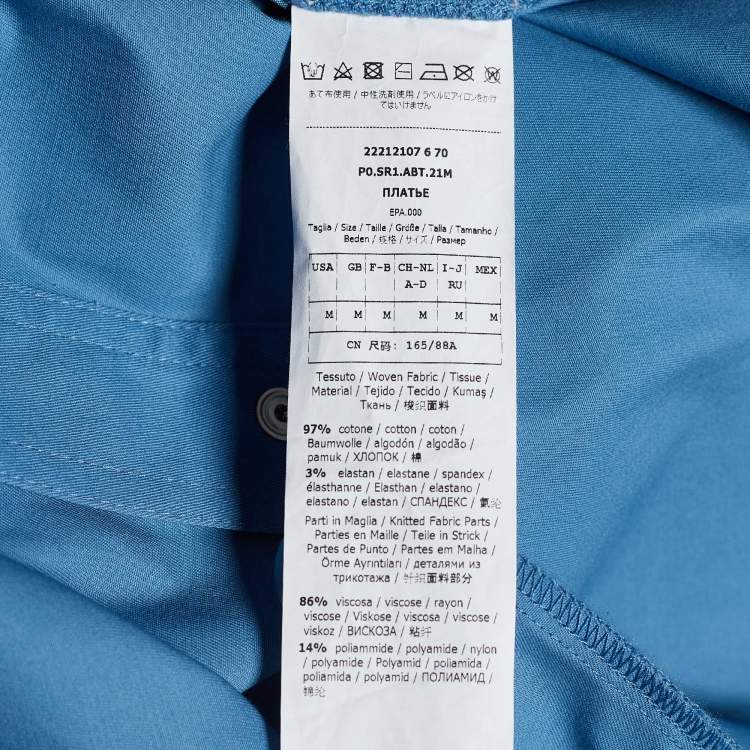 あて布使用 / 中性洗剤使用 / ラベルにアイロンをかけ
てはいけません
22212107 6 70
P0.SR1.ABT.21M
ПЛАТЬЕ
EPA.000
Taglia / Size / Taille / Größe / Talla / Tamanho /
Beden / 规格 / サイズ / Размер
USA GB F-B CH-NL I-J MEX
A-D RU
M M M M M M
CN 尺码: 165/88A
Tessuto / Woven Fabric / Tissue /
Material / Tejido / Tecido / Kumaş /
Ткань / 梭织面料
97% cotone / cotton / coton /
Baumwolle / algodón / algodão /
pamuk / ХЛОПОК / 棉
3% elastan / elastane / spandex /
élasthanne / Elasthan / elastano /
elastano / elastan / СПАНДЕКС / 氨纶
Parti in Maglia / Knitted Fabric Parts /
Parties en Maille / Teile in Strick /
Partes de Punto / Partes em Malha /
Örme Ayrıntıları / деталями из
трикотажа / 针织面料部分
86% viscosa / viscose / rayon /
viscose / Viskose / viscosa / viscose /
viskoz / ВИСКОЗА / 粘纤
14% poliammide / polyamide / nylon
/ polyamide / Polyamid / poliamida /
poliamida / polyamid / ПОЛИАМИД /
锦纶